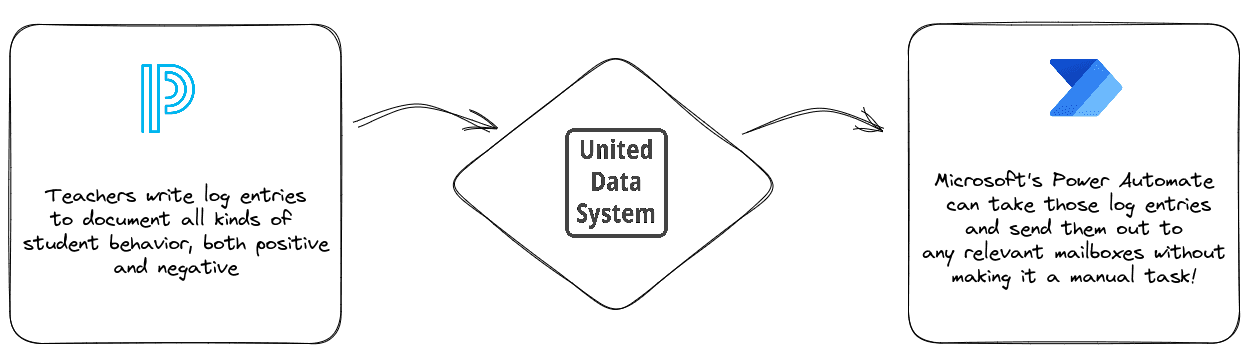 Teachers write log entries
to document all kinds of
student behavior, both positive
and negative
United
Data
System
Microsoft's Power Automate
can take those log entries
and send them out to
any relevant mailboxes without
making it a manual task!